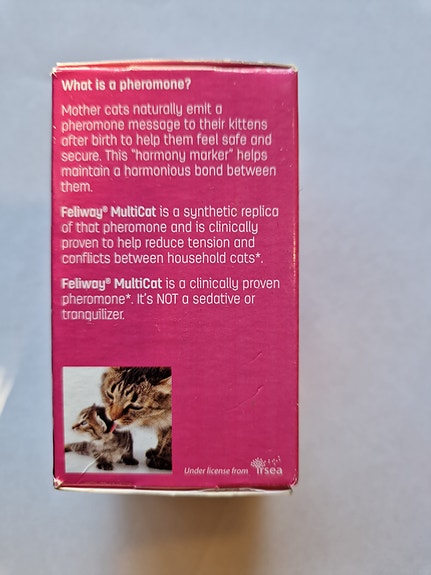 What is a pheromone?
Mother cats naturally emit a
pheromone message to their kittens
after birth to help them feel safe and
secure. This "harmony marker" helps
maintain a harmonious bond between
them.
Feliway® MultiCat is a synthetic replica
of that pheromone and is clinically
proven to help reduce tension and
conflicts between household cats*.
Feliway® MultiCat is a clinically proven
pheromone*. It's NOT a sedative or
tranquilizer.
Under license from irsea